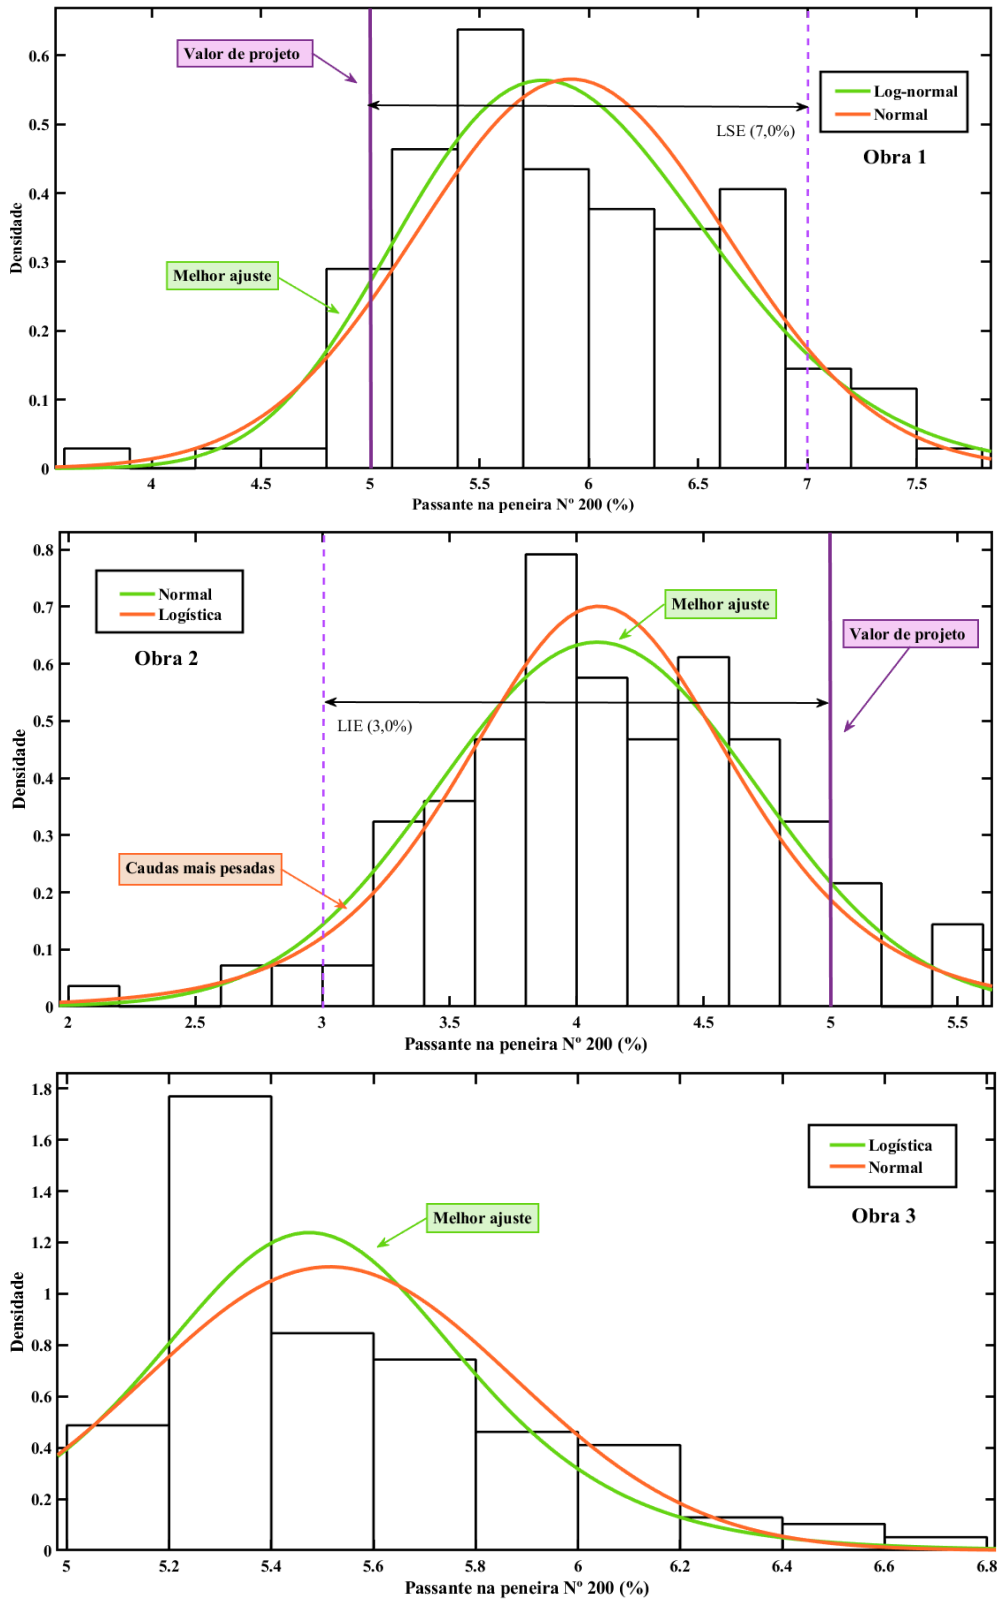 0.6
0.5
0.4
0.3
0.2
0.1
0
Densidade
Valor de projeto
LSE (7,0%)
Log-normal
Normal
Obra 1
Melhor ajuste
4
4.5
5
5.5
6
6.5
7
7.5
Passante na peneira Nº 200 (%)
0.8
0.7
0.6
0.5
0.4
0.3
0.2
0.1
0
Densidade
Normal
Logística
Obra 2
Melhor ajuste
Valor de projeto
LIE (3,0%)
Caudas mais pesadas
2
2.5
3
3.5
4
4.5
5
5.5
Passante na peneira Nº 200 (%)
1.8
1.6
1.4
1.2
1
0.8
0.6
0.4
0.2
0
Densidade
Logística
Normal
Obra 3
Melhor ajuste
5
5.2
5.4
5.6
5.8
6
6.2
6.4
6.6
6.8
Passante na peneira Nº 200 (%)